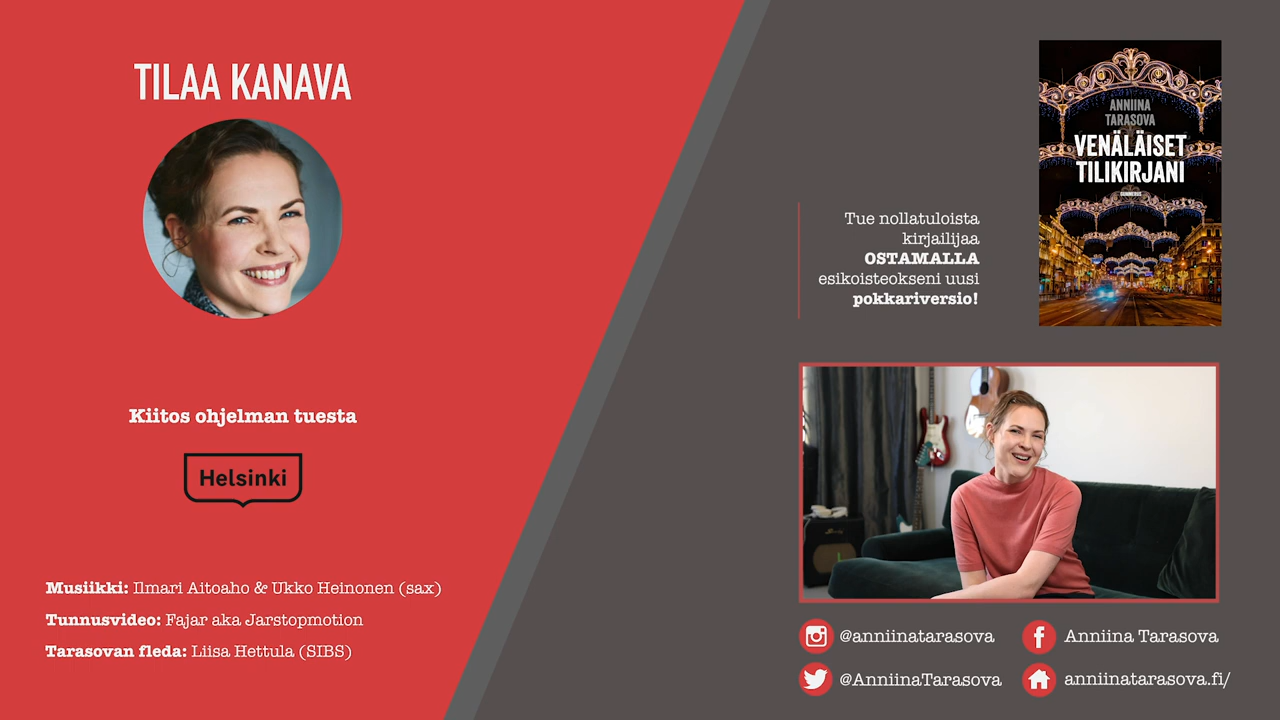 TILAA KANAVA
Kiitos ohjelman tuesta
Helsinki
Musiikki: Ilmari Aitoaho & Ukko Heinonen (sax)
Tunnusvideo: Fajar aka Jarstopmotion
Tarasovan fleda: Liisa Hettula (SIBS)
ANNIINA
TARASOVA
VENÄLÄISET
TILIKIRJANI
GUMMERUS
Tue nollatuloista
kirjailijaa
OSTAMALLA
esikoisteokseni uusi
pokkariversio!
@anniinatarasova
Anniina Tarasova
@AnniinaTarasova
anniinatarasova.fi/